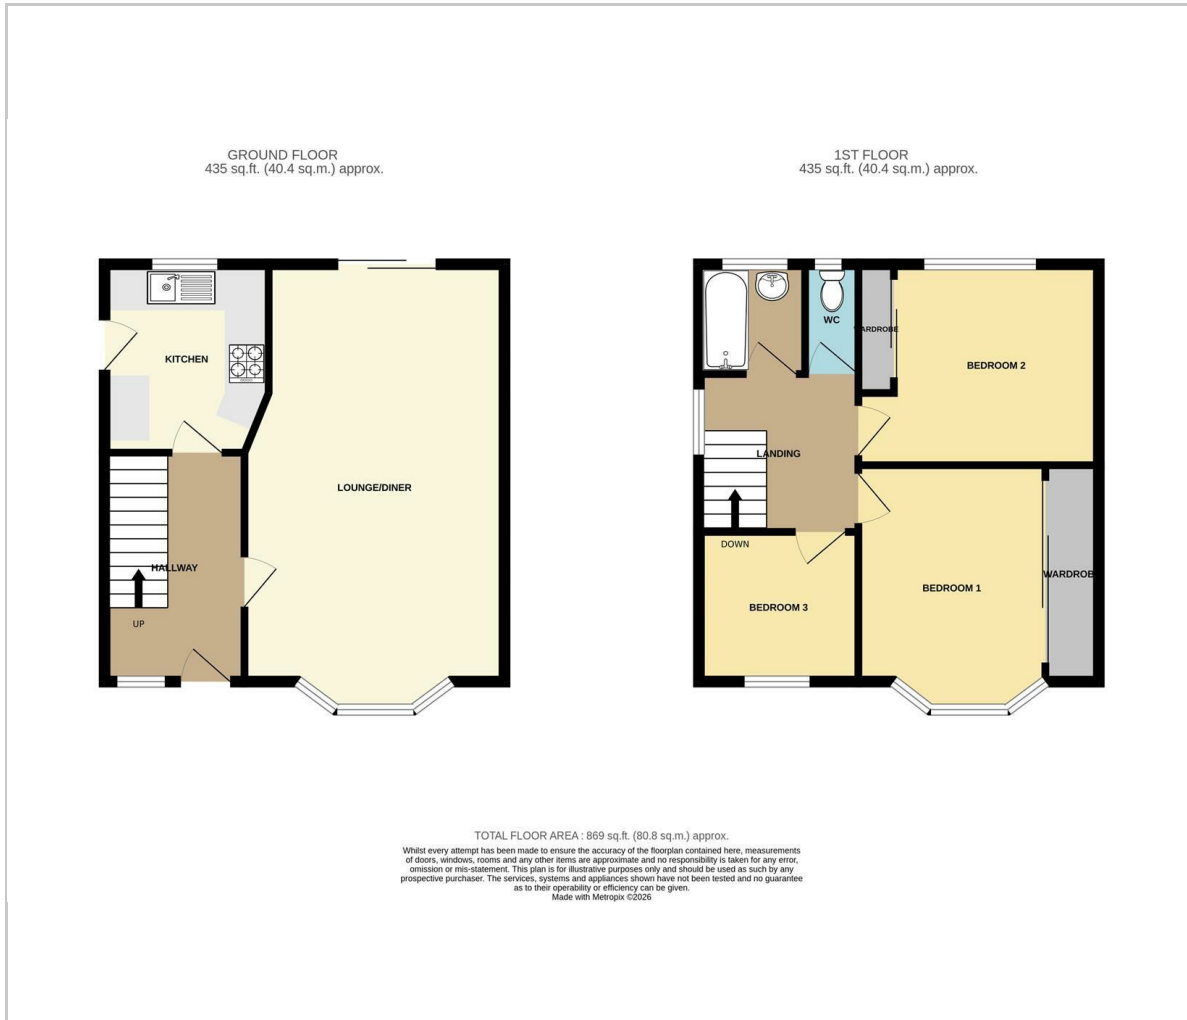 GROUND FLOOR
435 sq.ft. (40.4 sq.m.) approx.
1ST FLOOR
435 sq.ft. (40.4 sq.m.) approx.
KITCHEN
LOUNGE/DINER
HALLWAY
UP
WC
WARDROBE
BEDROOM 2
LANDING
DOWN
BEDROOM 3
BEDROOM 1
WARDROB
TOTAL FLOOR AREA : 869 sq.ft. (80.8 sq.m.) approx.
Whilst every attempt has been made to ensure the accuracy of the floorplan contained here, measurements
of doors, windows, rooms and any other items are approximate and no responsibility is taken for any error,
omission or mis-statement. This plan is for illustrative purposes only and should be used as such by any
prospective purchaser. The services, systems and appliances shown have not been tested and no guarantee
as to their operability or efficiency can be given.
Made with Metropix ©2026